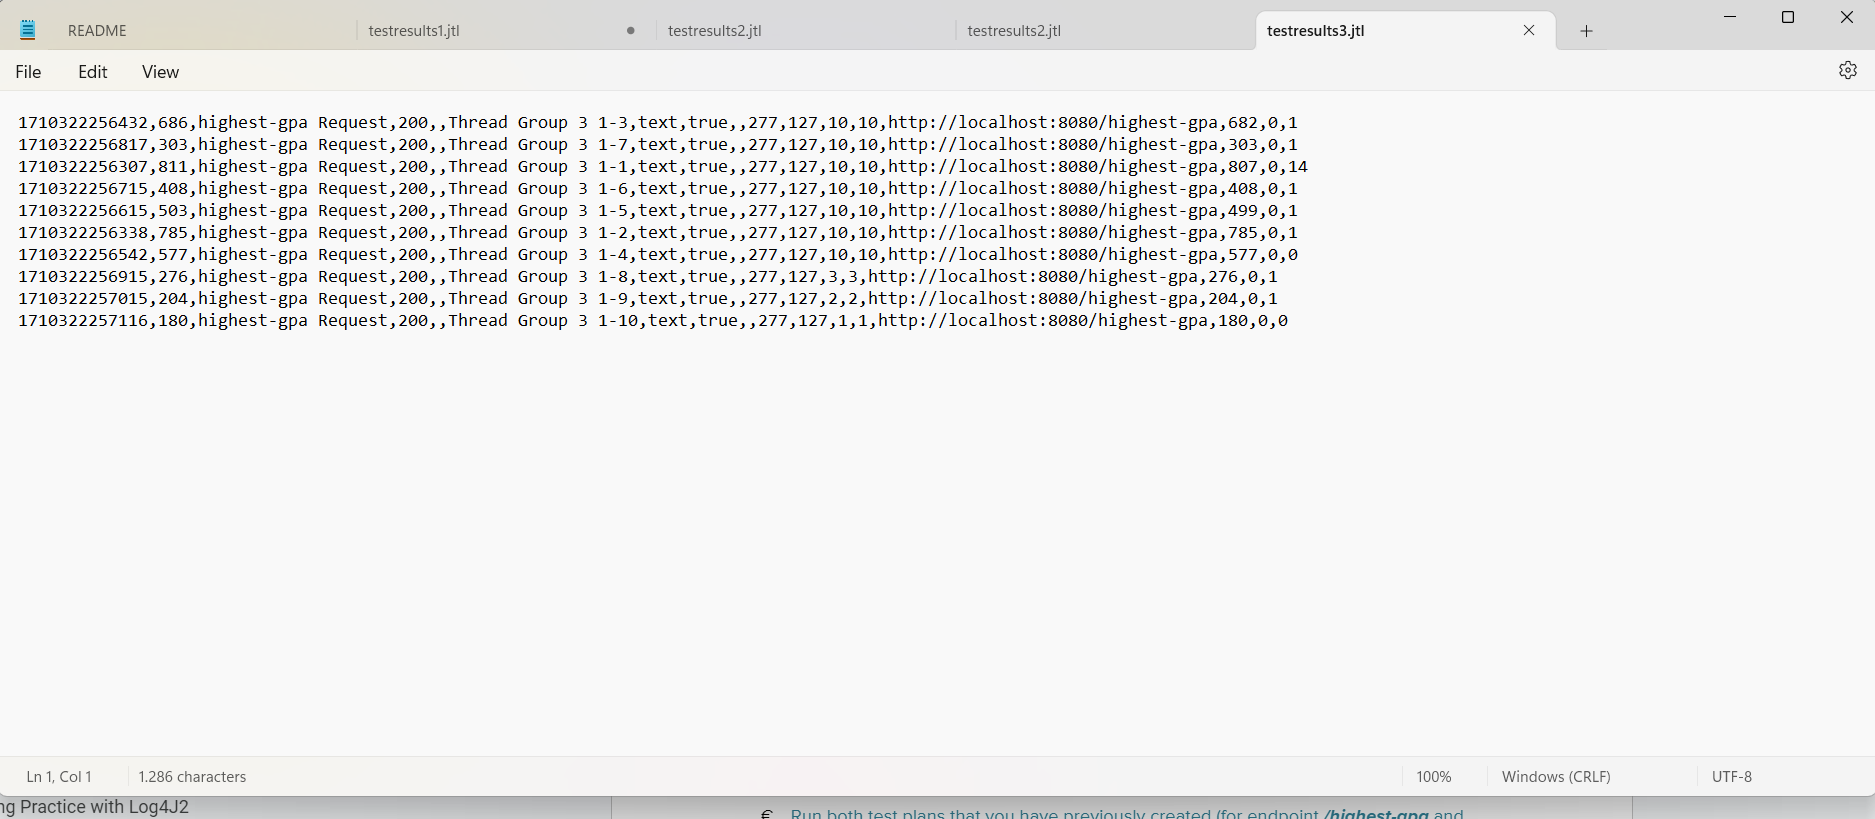 README
testresults1.jtl
testresults2.jtl
testresults2.jtl
testresults3.jtl
File Edit View
1710322256432,686,highest-gpa Request,200,,Thread Group 3 1-3,text,true,,277,127,10,10,http://localhost:8080/highest-gpa,682,0,1
1710322256817,303,highest-gpa Request,200,,Thread Group 3 1-7,text,true,,277,127,10,10,http://localhost:8080/highest-gpa,303,0,1
1710322256307,811,highest-gpa Request,200,,Thread Group 3 1-1,text,true,,277,127,10,10,http://localhost:8080/highest-gpa,807,0,14
1710322256715,408,highest-gpa Request,200,,Thread Group 3 1-6,text,true,,277,127,10,10,http://localhost:8080/highest-gpa,408,0,1
1710322256615,503,highest-gpa Request,200,,Thread Group 3 1-5,text,true,,277,127,10,10,http://localhost:8080/highest-gpa,499,0,1
1710322256338,785,highest-gpa Request,200,,Thread Group 3 1-2,text,true,,277,127,10,10,http://localhost:8080/highest-gpa,785,0,1
1710322256542,577,highest-gpa Request,200,,Thread Group 3 1-4,text,true,,277,127,10,10,http://localhost:8080/highest-gpa,577,0,0
1710322256915,276,highest-gpa Request,200,,Thread Group 3 1-8,text,true,,277,127,3,3,http://localhost:8080/highest-gpa,276,0,1
1710322257015,204,highest-gpa Request,200,,Thread Group 3 1-9,text,true,,277,127,2,2,http://localhost:8080/highest-gpa,204,0,1
1710322257116,180,highest-gpa Request,200,,Thread Group 3 1-10,text,true,,277,127,1,1,http://localhost:8080/highest-gpa,180,0,0
Ln 1, Col 1 1.286 characters 100% Windows (CRLF) UTF-8
ng Practice with Log4J2
Run both test plans that you have previously created (for endpoint /highest-gpa and